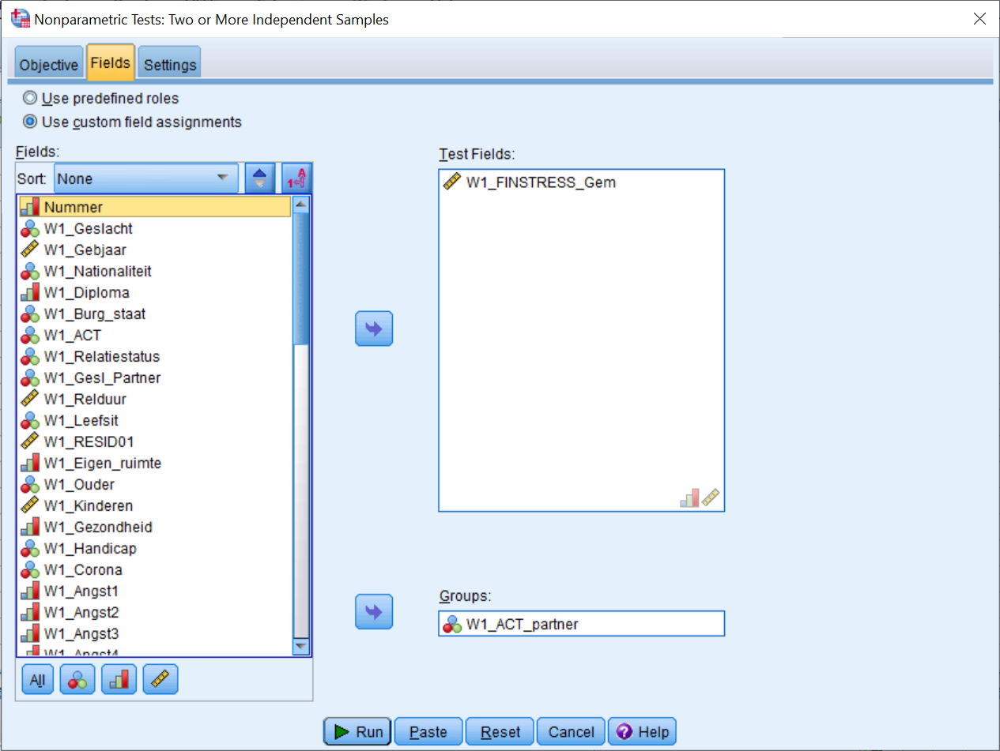 Nonparametric Tests: Two or More Independent Samples
Objective Fields Settings
Use predefined roles
Use custom field assignments
Fields:
Sort: None
Nummer
W1_Geslacht
W1_Gebjaar
W1_Nationaliteit
W1_Diploma
W1_Burg_staat
W1_ACT
W1_Relatiestatus
W1_Gesl_Partner
W1_Relduur
W1_Leefsit
W1_RESID01
W1_Eigen_ruimte
W1_Ouder
W1_Kinderen
W1_Gezondheid
W1_Handicap
W1_Corona
W1_Angst1
W1_Angst2
W1_Angst3
W1_Angst4
All
Test Fields:
W1_FINSTRESS_Gem
Groups:
W1_ACT_partner
Run Paste Reset Cancel Help